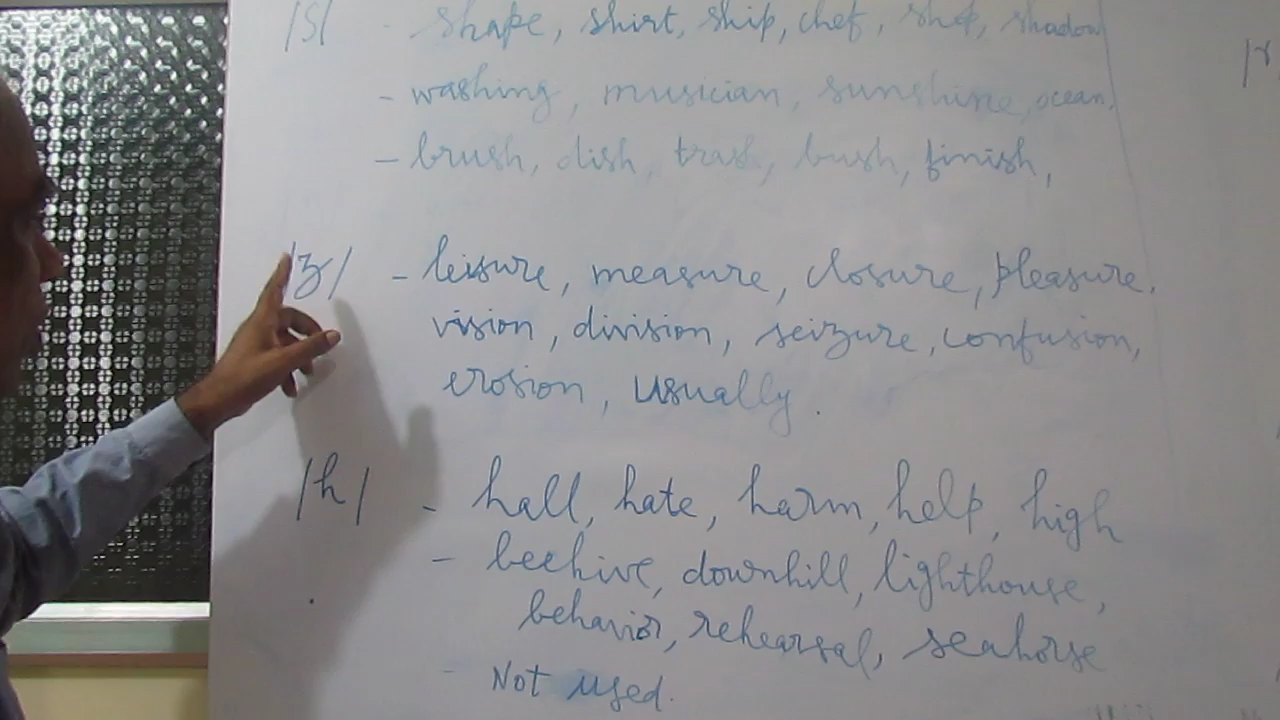 /ʃ/ - shape, shirt, ship, chef, shop, shadow
- washing, musician, sunshine, ocean,
- brush, dish, trash, bush, finish,
/ʒ/ - leisure, measure, closure, pleasure,
vision, division, seizure, confusion,
erosion, usually.
/h/ - hall, hate, harm, help, high
- beehive, downhill, lighthouse,
behavior, rehearsal, seahorse
- Not used.